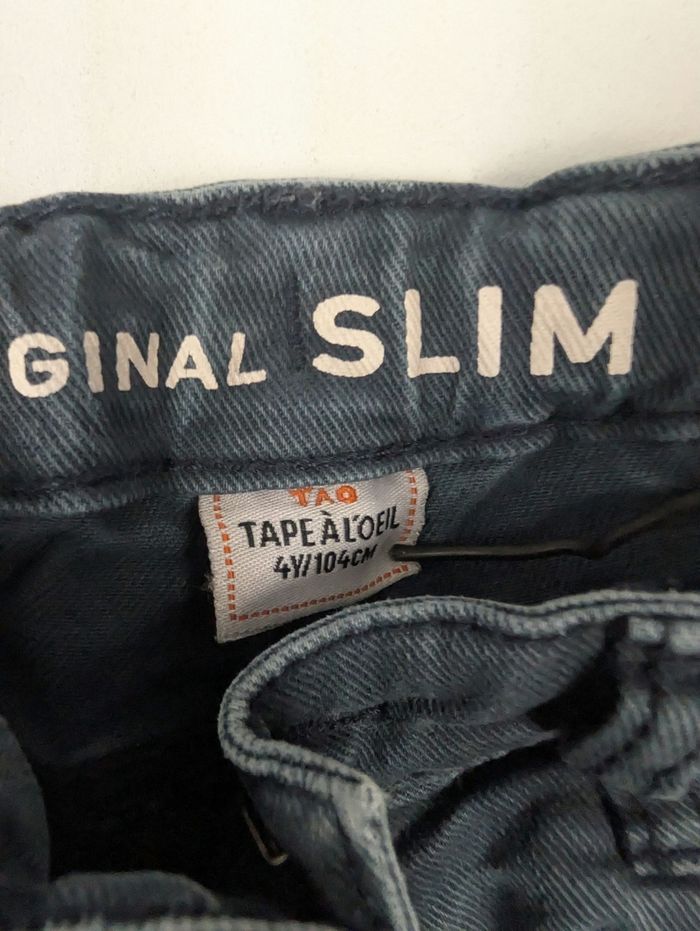 GINAL SLIM
TAO
TAPE À L'OEIL
4Y/104CM